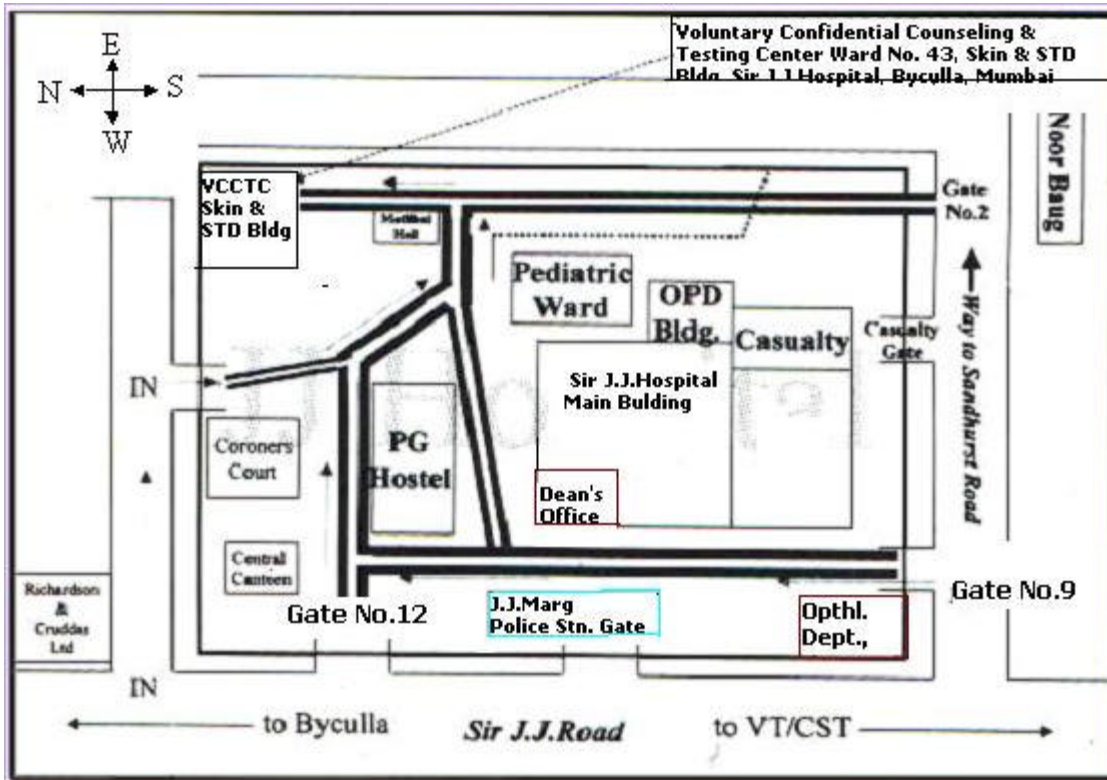 E
N
S
W
Voluntary Confidential Counseling &
Testing Center Ward No. 43, Skin & STD
Bldg, Sir J.J.Hospital, Byculla, Mumbai
Noor Baug
VCCTC
Skin &
STD Bldg
Hall
Gate
No.2
Pediatric
Ward
OPD
Bldg.
Casualty
Casualty
Gate
Way to Sandhurst Road
IN
Sir J.J.Hospital
Main Bulding
Coroners
Court
PG
Hostel
Dean's
Office
Central
Canteen
Richardson
&
Cruddas
Ltd
Gate No.12
J.J.Marg
Police Stn. Gate
Opthl.
Dept.,
Gate No.9
IN
to Byculla
Sir J.J.Road
to VT/CST